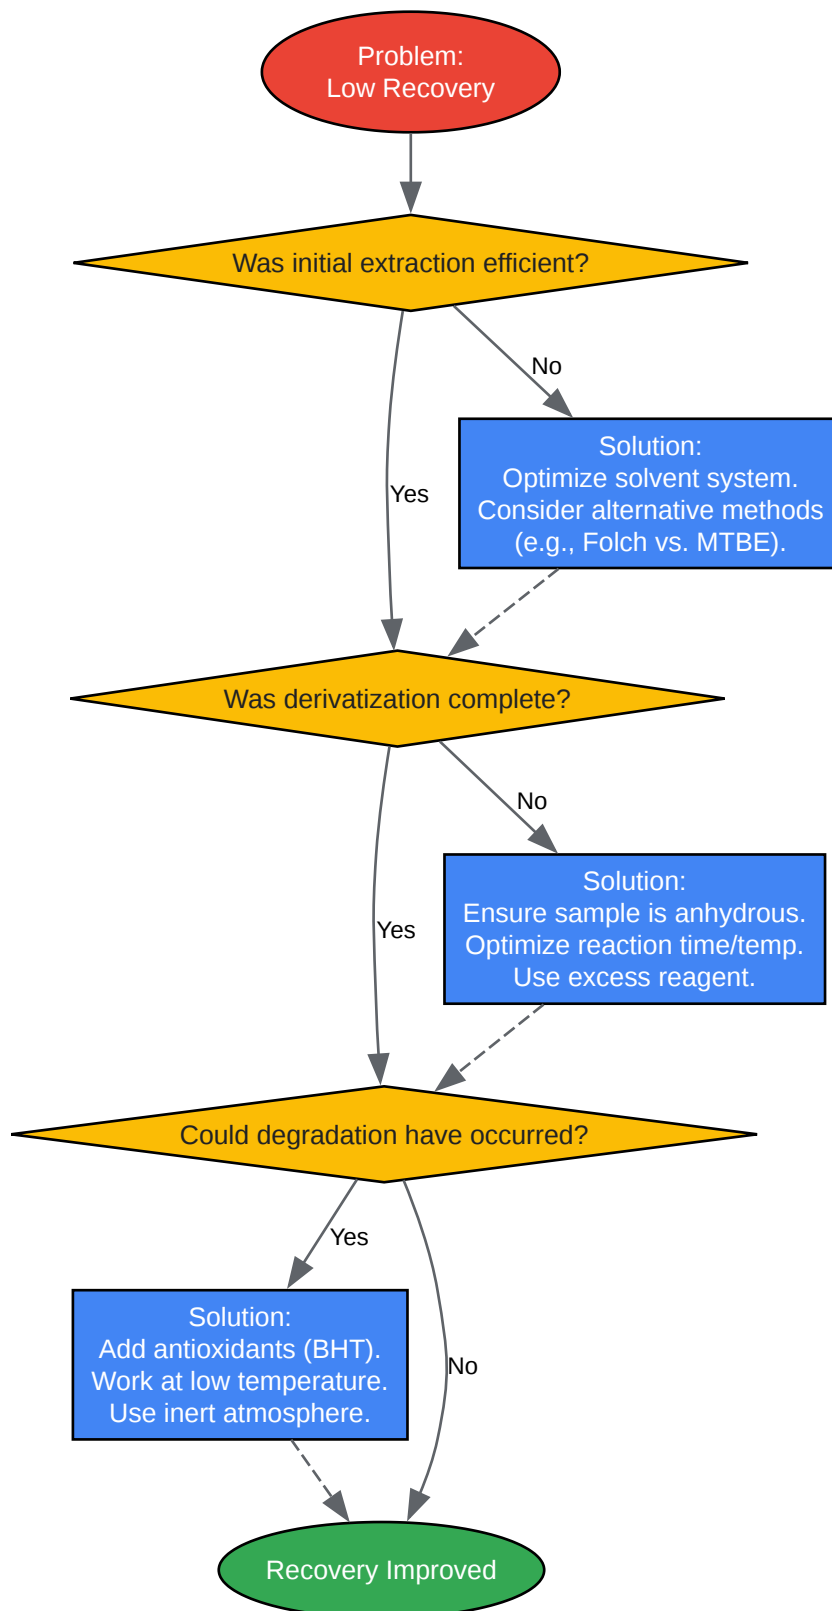 Problem:
Low Recovery
Was initial extraction efficient?
No
Solution:
Optimize solvent system.
Consider alternative methods
(e.g., Folch vs. MTBE).
Yes
Was derivatization complete?
No
Solution:
Ensure sample is anhydrous.
Optimize reaction time/temp.
Use excess reagent.
Yes
Could degradation have occurred?
Yes
Solution:
Add antioxidants (BHT).
Work at low temperature.
Use inert atmosphere.
No
Recovery Improved